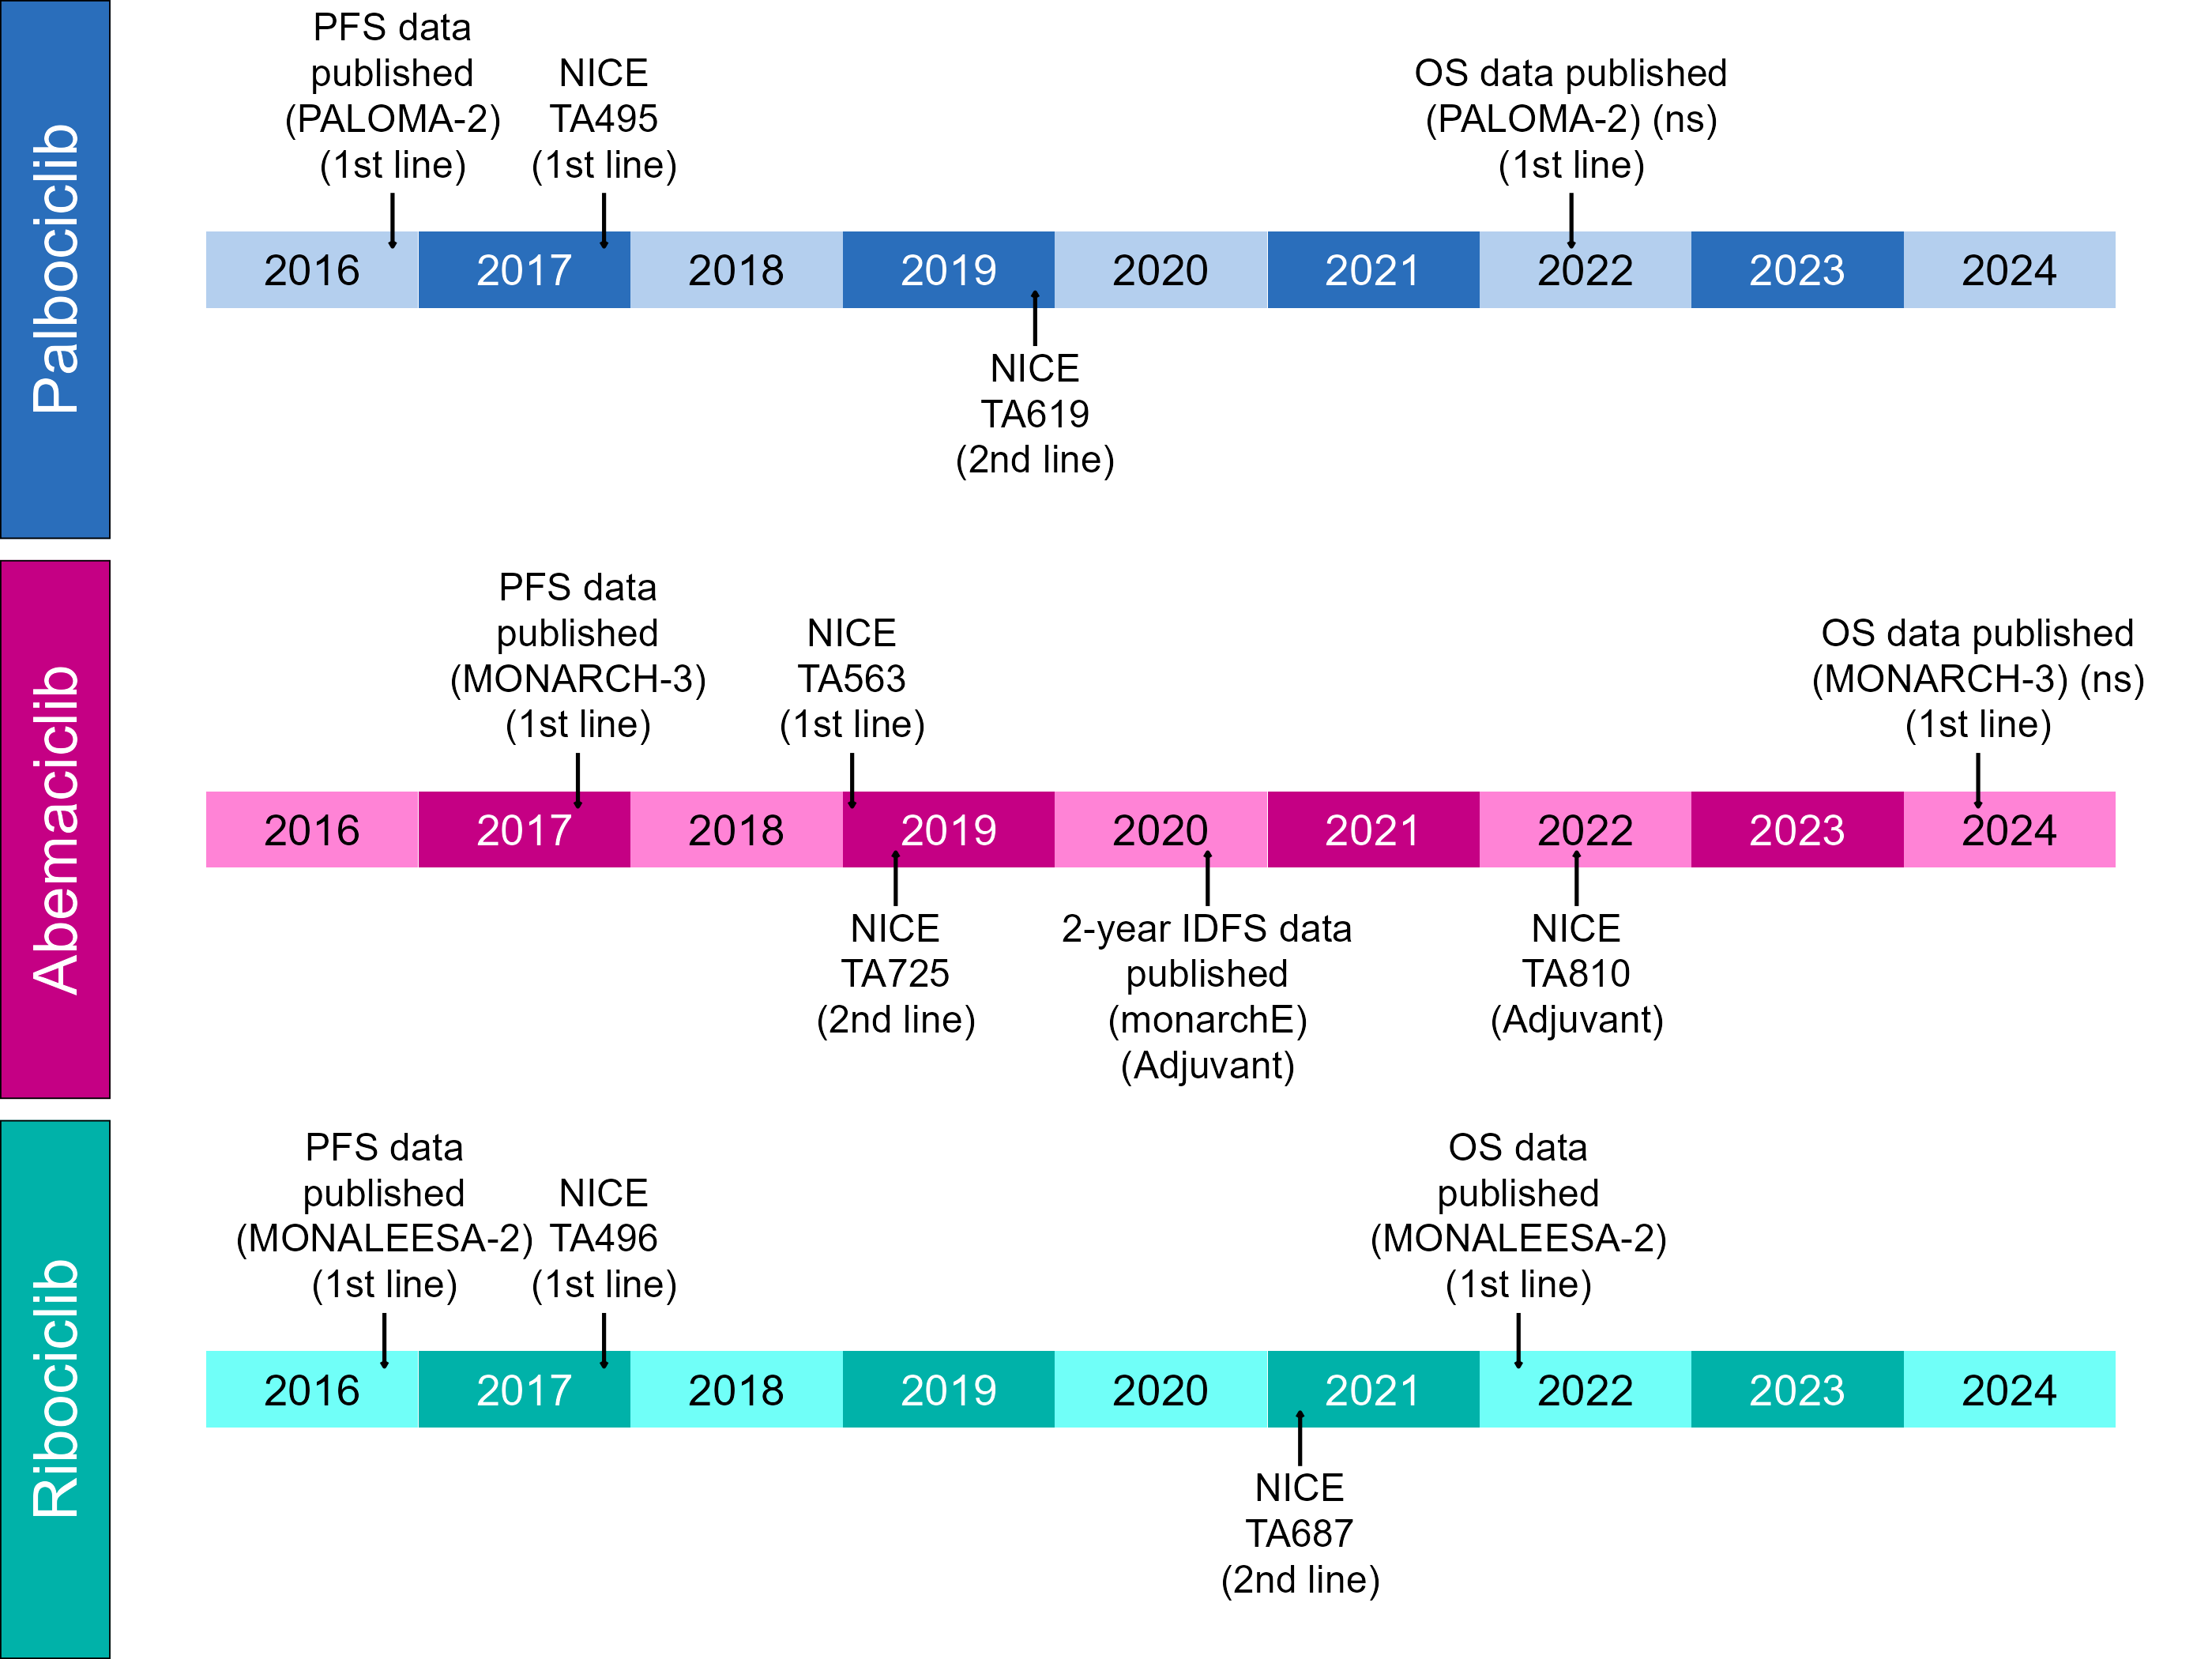 Palbociclib
PFS data
published
(PALOMA-2)
(1st line)
NICE
TA495
(1st line)
OS data published
(PALOMA-2) (ns)
(1st line)
2016 2017 2018 2019 2020 2021 2022 2023 2024
NICE
TA619
(2nd line)
Abemaciclib
PFS data
published
(MONARCH-3)
(1st line)
NICE
TA563
(1st line)
OS data published
(MONARCH-3) (ns)
(1st line)
2016 2017 2018 2019 2020 2021 2022 2023 2024
NICE
TA725
(2nd line)
2-year IDFS data
published
(monarchE)
(Adjuvant)
NICE
TA810
(Adjuvant)
Ribociclib
PFS data
published
(MONALEESA-2)
(1st line)
NICE
TA496
(1st line)
OS data
published
(MONALEESA-2)
(1st line)
2016 2017 2018 2019 2020 2021 2022 2023 2024
NICE
TA687
(2nd line)